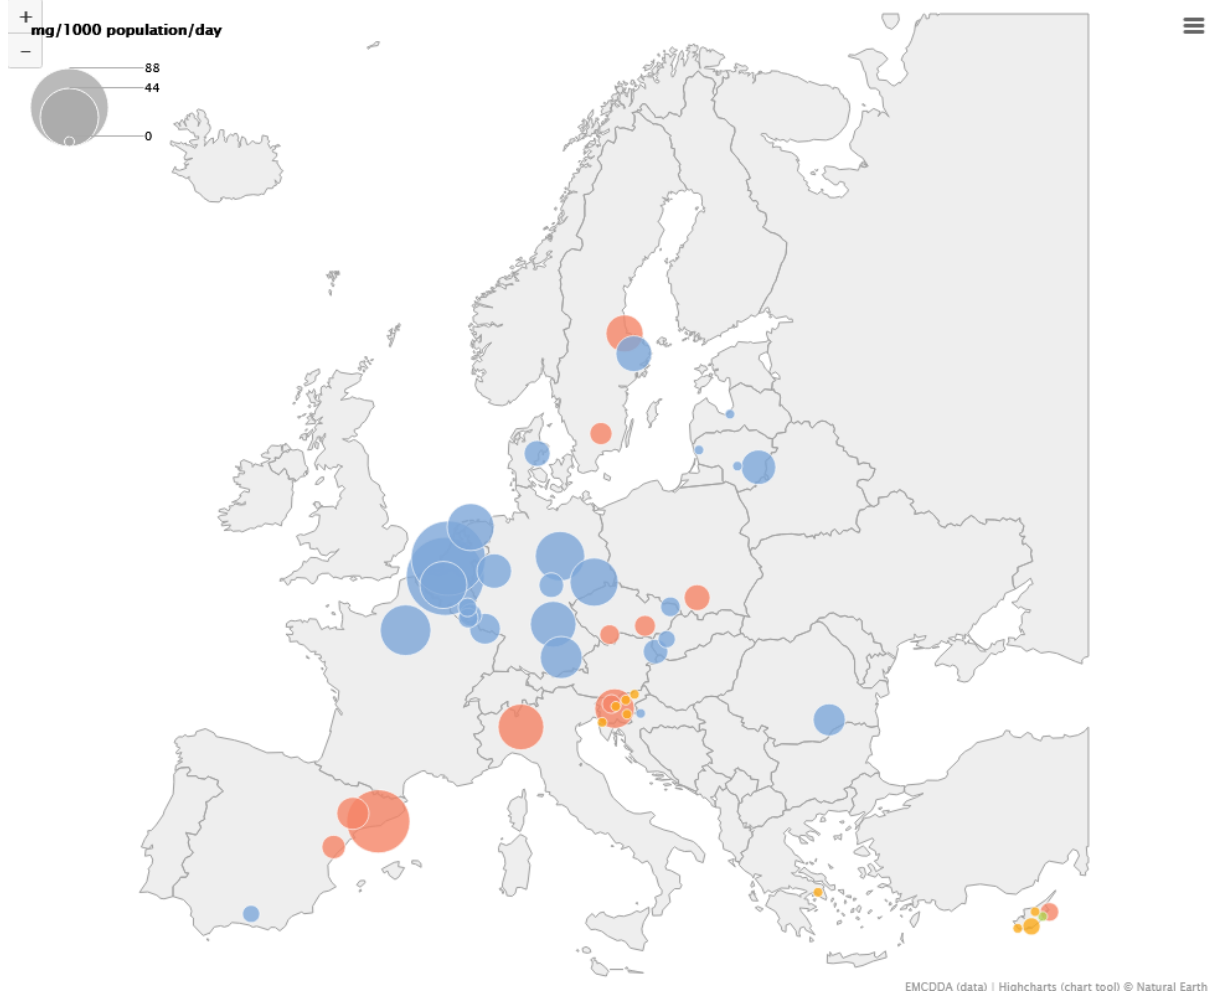 +
mg/1000 population/day
−
88
44
0
EMCDDA (data) | Highcharts (chart tool) © Natural Earth